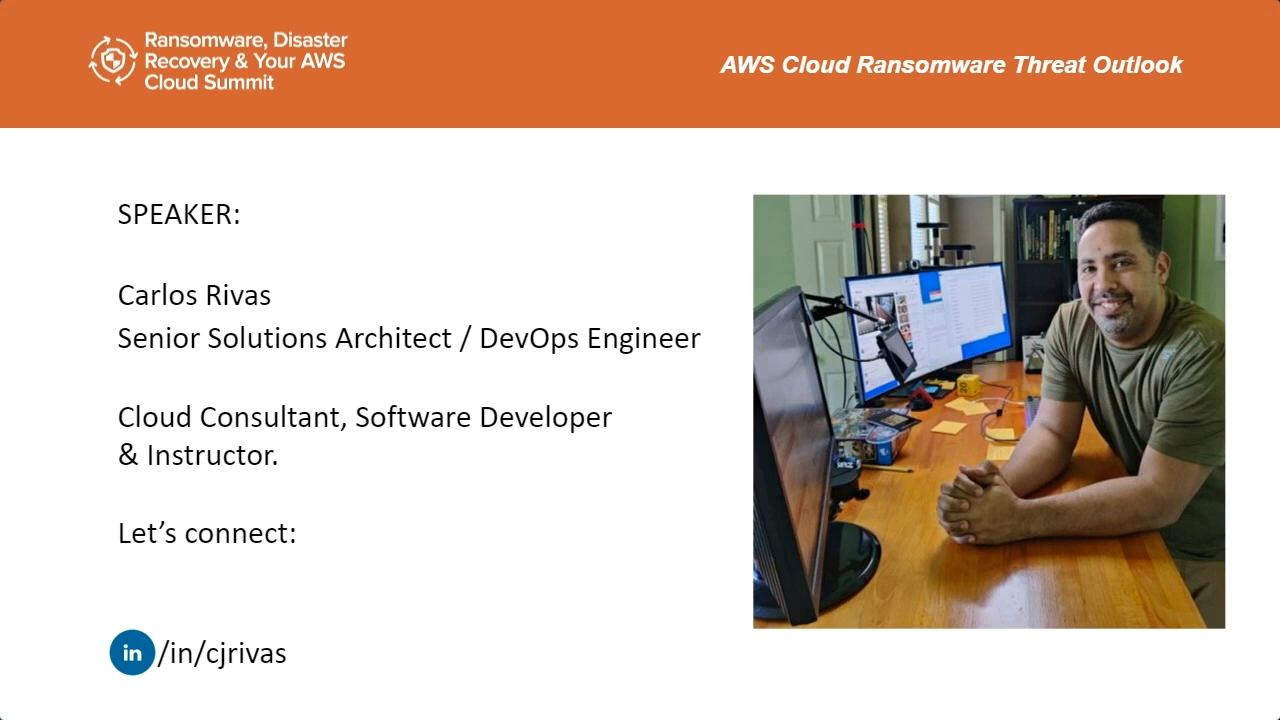 Ransomware, Disaster
Recovery & Your AWS
Cloud Summit
AWS Cloud Ransomware Threat Outlook
SPEAKER:
Carlos Rivas
Senior Solutions Architect / DevOps Engineer
Cloud Consultant, Software Developer
& Instructor.
Let’s connect:
in /in/cjrivas
20